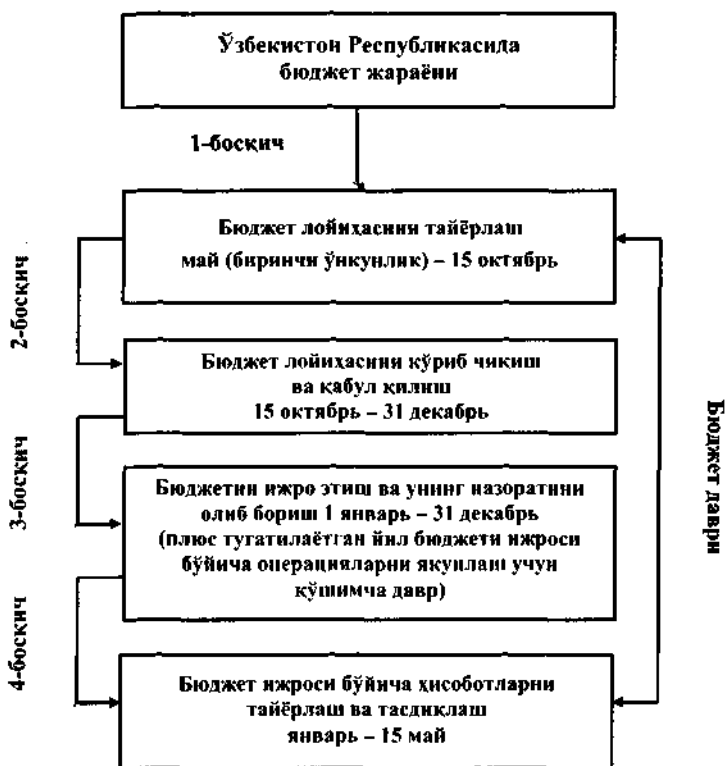 Ўзбекистон Республикасида
бюджет жараёни
1-босқич
Бюджет лойиҳасини тайёрлаш
май (биринчи ўнкунлик) – 15 октябрь
2-босқич
Бюджет лойиҳасини кўриб чиқиш
ва қабул қилиш
15 октябрь – 31 декабрь
3-босқич
Бюджетни ижро этиш ва унинг назоратини
олиб бориш 1 январь – 31 декабрь
(плюс тугатилаётган йил бюджети ижроси
бўйича операцияларни якунлаш учун
қўшимча давр)
4-босқич
Бюджет ижроси бўйича ҳисоботларни
тайёрлаш ва тасдиқлаш
январь – 15 май
Бюджет даври